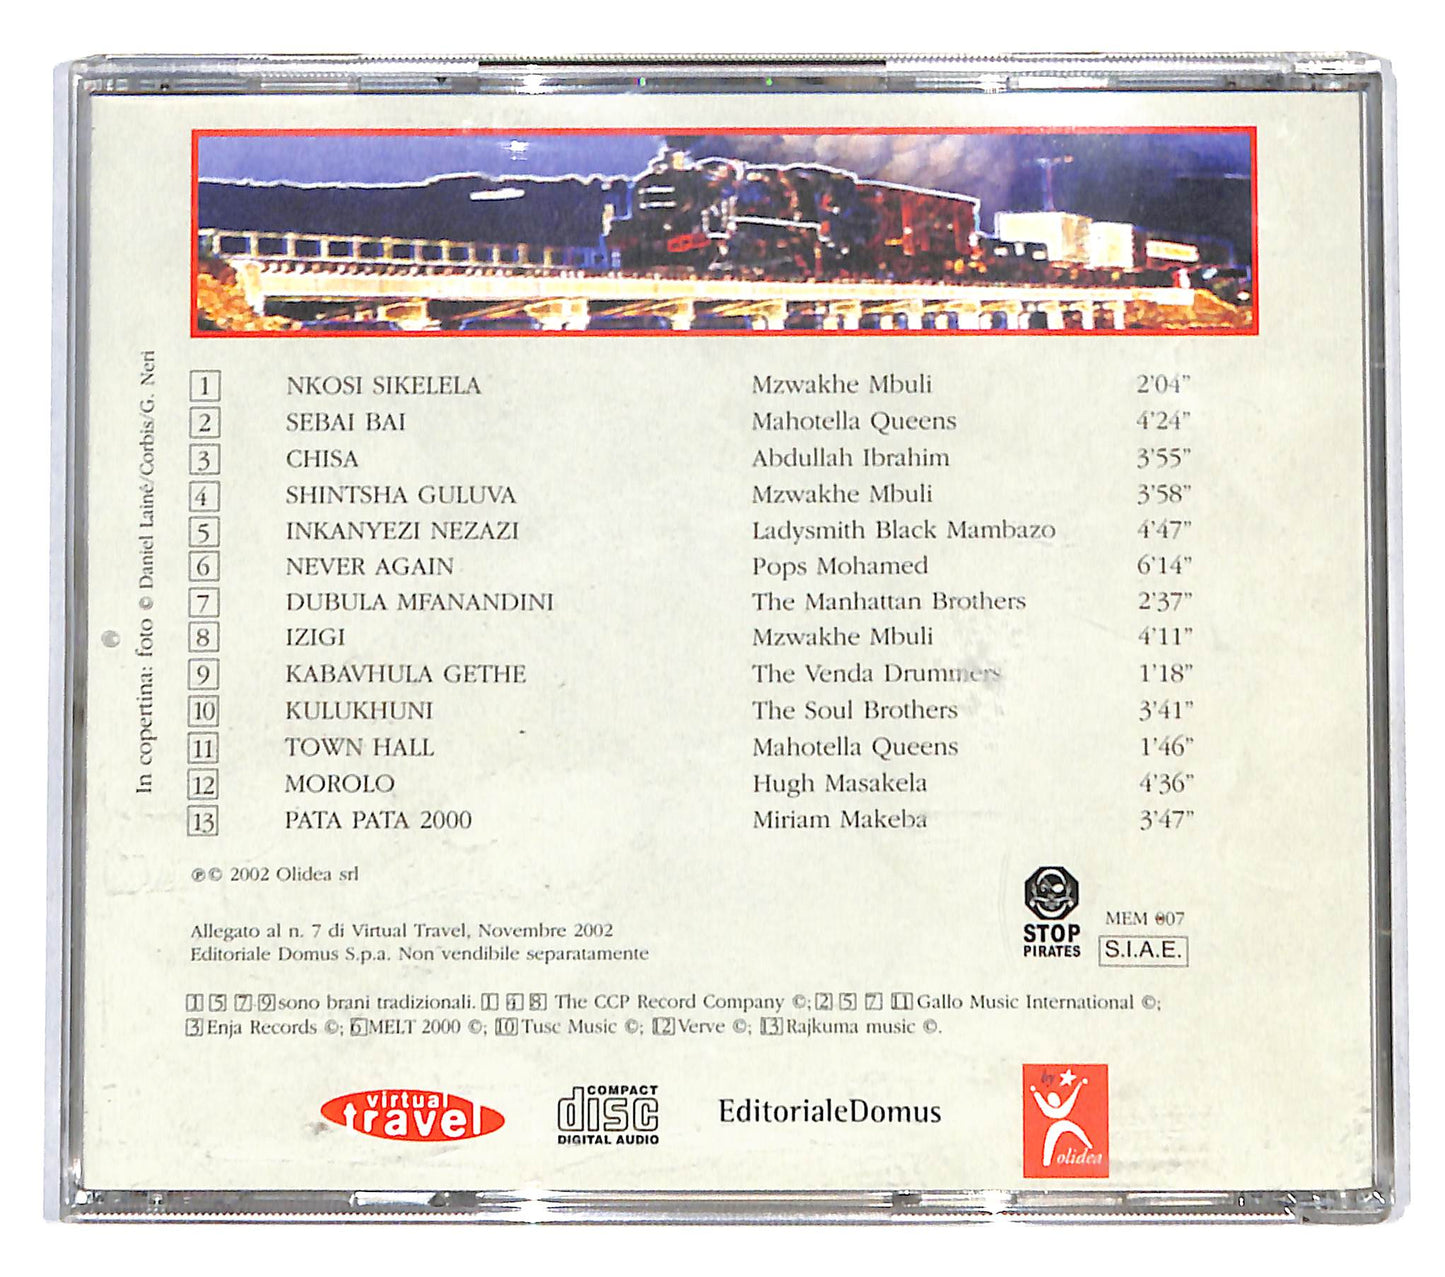 In copertina: foto © Daniel Lainé/Corbis/G. Neri
1 NKOSI SIKELELA Mzwakhe Mbuli 2'04"
2 SEBAI BAI Mahotella Queens 4'24"
3 CHISA Abdullah Ibrahim 3'55"
4 SHINTSHA GULUVA Mzwakhe Mbuli 3'58"
5 INKANYEZI NEZAZI Ladysmith Black Mambazo 4'47"
6 NEVER AGAIN Pops Mohamed 6'14"
7 DUBULA MFANANDINI The Manhattan Brothers 2'37"
8 IZIGI Mzwakhe Mbuli 4'11"
9 KABAVHULA GETHE The Venda Drummers 1'18"
10 KULUKHUNI The Soul Brothers 3'41"
11 TOWN HALL Mahotella Queens 1'46"
12 MOROLO Hugh Masakela 4'36"
13 PATA PATA 2000 Miriam Makeba 3'47"
℗© 2002 Olidea srl
Allegato al n. 7 di Virtual Travel, Novembre 2002
Editoriale Domus S.p.a. Non vendibile separatamente
STOP
PIRATES
MEM 007
S.I.A.E.
1 5 7-9 sono brani tradizionali. 1 4 8 The CCP Record Company ©; 2 5 7 11 Gallo Music International ©;
3 Enja Records ©; 6 MELT 2000 ©; 10 Tusc Music ©; 12 Verve ©; 13 Rajkuma music ©.
virtual
travel
COMPACT
disc
DIGITAL AUDIO
EditorialeDomus
by
olidea